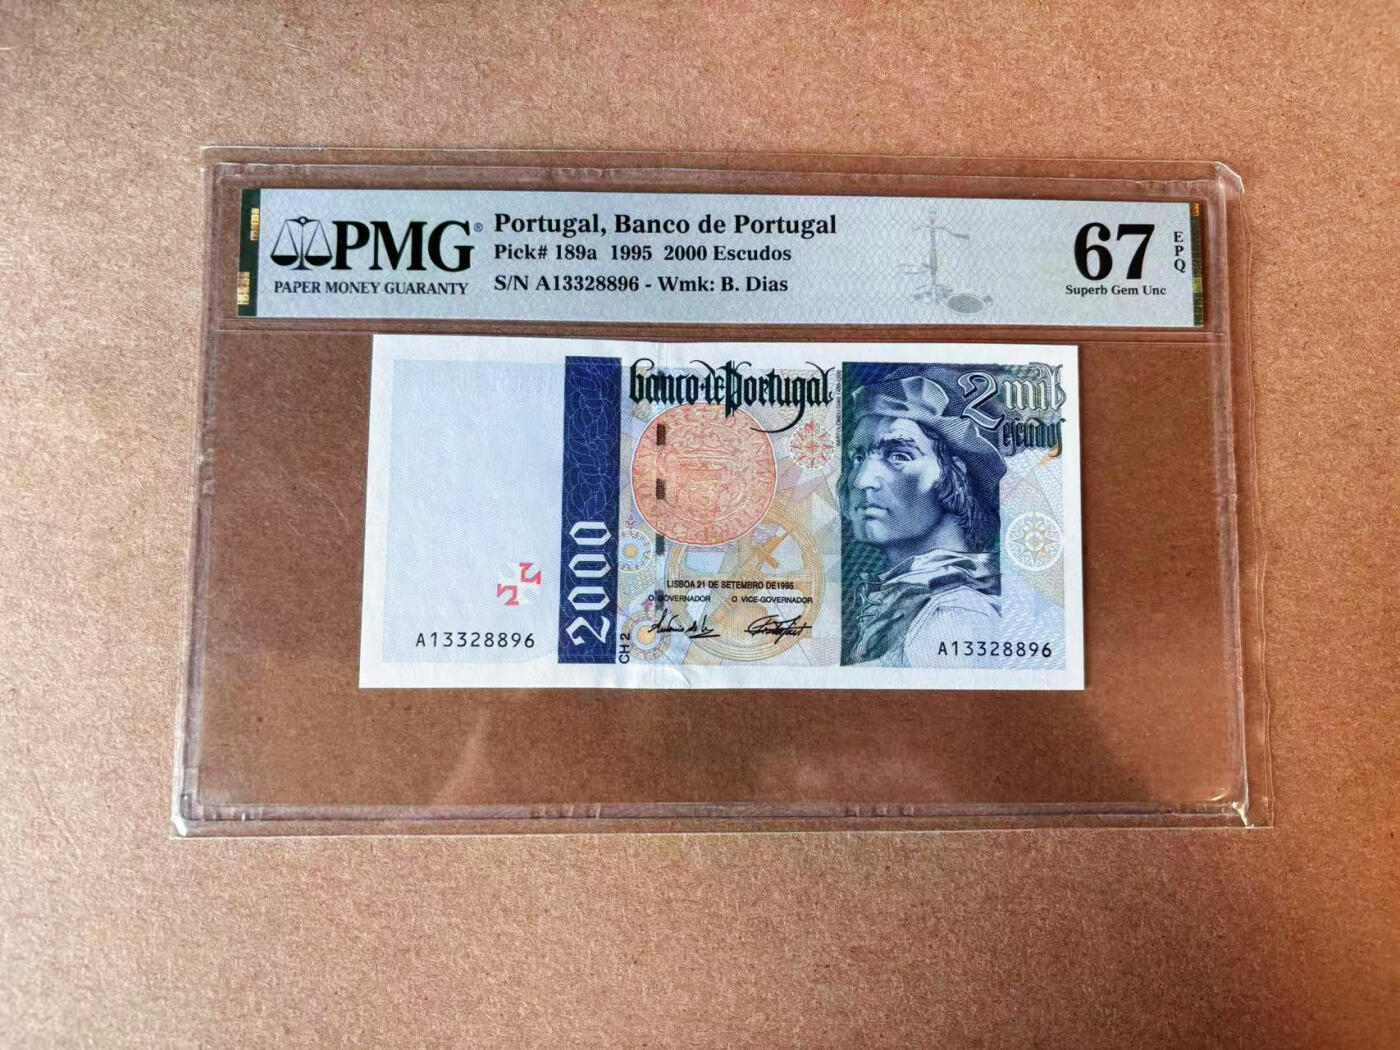 PMG®
PAPER MONEY GUARANTY
Portugal, Banco de Portugal
Pick# 189a 1995 2000 Escudos
S/N A13328896 - Wmk: B. Dias
67
EPQ
Superb Gem Unc
banco de Portugal
2 mil
escudos
2000
LISBOA 21 DE SETEMBRO DE 1995
O GOVERNADOR O VICE-GOVERNADOR
CH 2
A13328896
A13328896